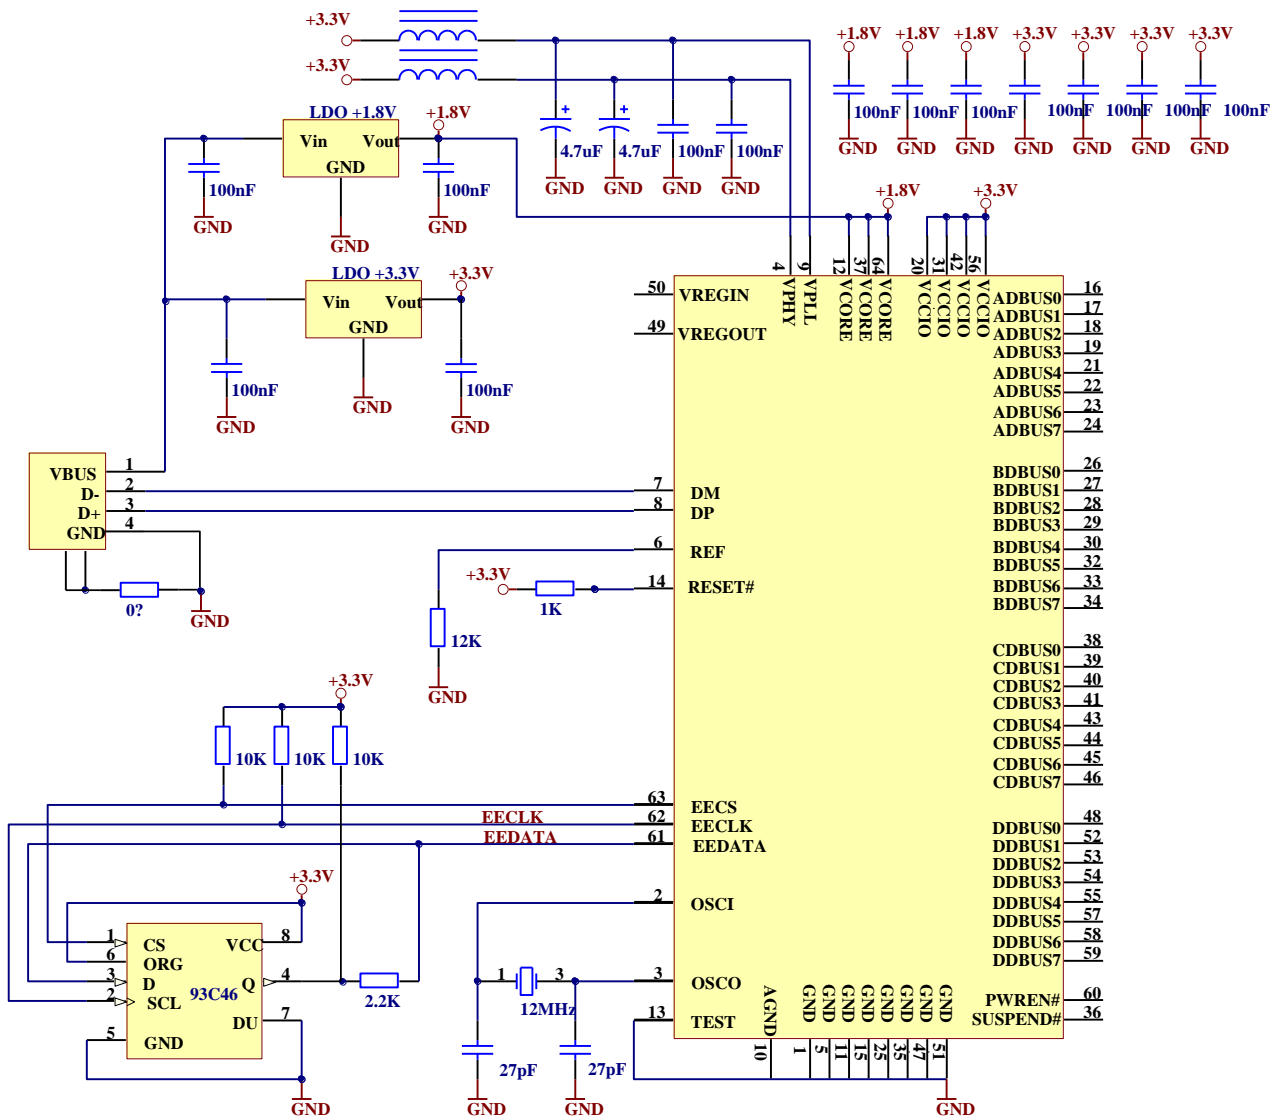 +3.3V
+3.3V
+1.8V +1.8V +1.8V +3.3V +3.3V +3.3V +3.3V
100nF 100nF 100nF 100nF 100nF 100nF 100nF
GND GND GND GND GND GND GND
4.7uF 4.7uF 100nF 100nF
GND GND GND GND
LDO +1.8V
+1.8V
Vin Vout
GND
100nF
100nF
GND
GND
GND
LDO +3.3V
+3.3V
Vin Vout
GND
100nF
100nF
GND
GND
GND
+1.8V
+3.3V
4 9 12 37 64 20 31 42 56
VPHY VPLL VCORE VCORE VCORE VCCIO VCCIO VCCIO VCCIO
50 VREGIN
49 VREGOUT
ADBUS0 16
ADBUS1 17
ADBUS2 18
ADBUS3 19
ADBUS4 21
ADBUS5 22
ADBUS6 23
ADBUS7 24
BDBUS0 26
BDBUS1 27
BDBUS2 28
BDBUS3 29
BDBUS4 30
BDBUS5 32
BDBUS6 33
BDBUS7 34
CDBUS0 38
CDBUS1 39
CDBUS2 40
CDBUS3 41
CDBUS4 43
CDBUS5 44
CDBUS6 45
CDBUS7 46
DDBUS0 48
DDBUS1 52
DDBUS2 53
DDBUS3 54
DDBUS4 55
DDBUS5 57
DDBUS6 58
DDBUS7 59
PWREN# 60
SUSPEND# 36
VBUS 1
D- 2
D+ 3
GND 4
0?
GND
7 DM
8 DP
6 REF
14 RESET#
+3.3V
1K
12K
GND
+3.3V
10K 10K 10K
63 EECS
EECLK 62 EECLK
EEDATA 61 EEDATA
+3.3V
1 CS VCC 8
6 ORG
3 D Q 4
93C46
2 SCL
DU 7
5 GND
2.2K
GND
2 OSCI
3 OSCO
13 TEST
1 3
12MHz
27pF 27pF
GND GND
AGND GND GND GND GND GND GND GND GND
10 1 5 11 15 25 35 47 51
GND